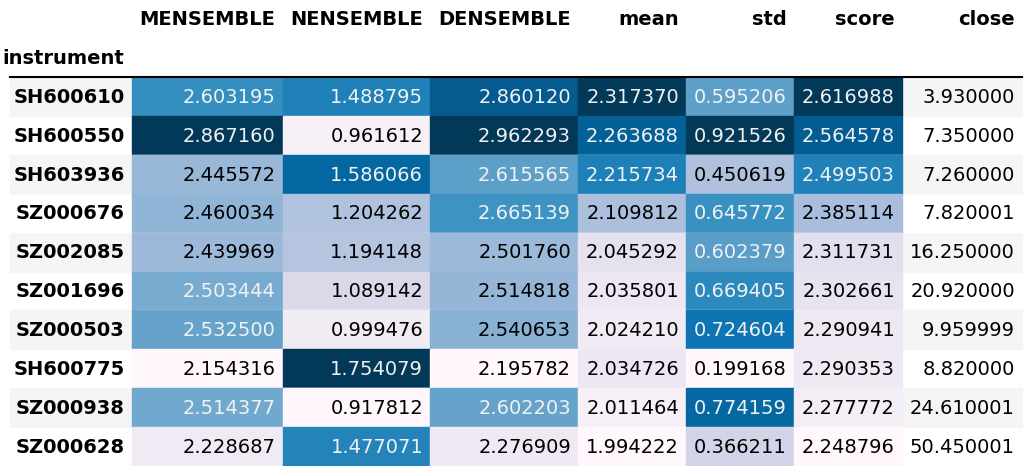 MENSEMBLE NENSEMBLE DENSEMBLE mean std score close
instrument
SH600610 2.603195 1.488795 2.860120 2.317370 0.595206 2.616988 3.930000
SH600550 2.867160 0.961612 2.962293 2.263688 0.921526 2.564578 7.350000
SH603936 2.445572 1.586066 2.615565 2.215734 0.450619 2.499503 7.260000
SZ000676 2.460034 1.204262 2.665139 2.109812 0.645772 2.385114 7.820001
SZ002085 2.439969 1.194148 2.501760 2.045292 0.602379 2.311731 16.250000
SZ001696 2.503444 1.089142 2.514818 2.035801 0.669405 2.302661 20.920000
SZ000503 2.532500 0.999476 2.540653 2.024210 0.724604 2.290941 9.959999
SH600775 2.154316 1.754079 2.195782 2.034726 0.199168 2.290353 8.820000
SZ000938 2.514377 0.917812 2.602203 2.011464 0.774159 2.277772 24.610001
SZ000628 2.228687 1.477071 2.276909 1.994222 0.366211 2.248796 50.450001